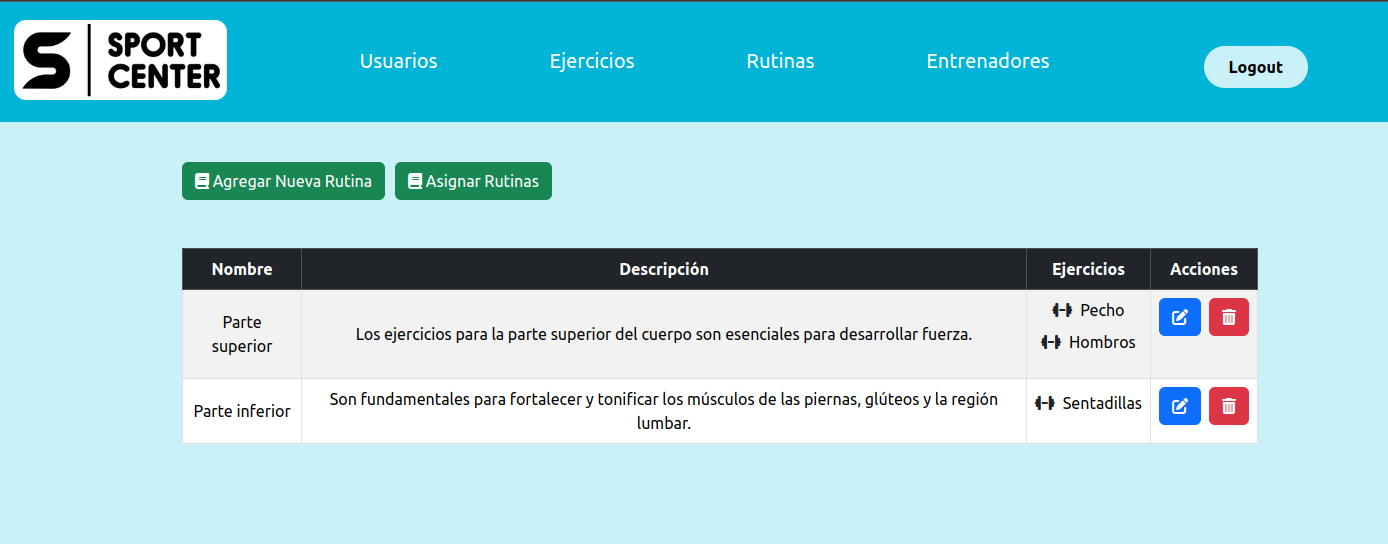 SPORT
CENTER
Usuarios Ejercicios Rutinas Entrenadores Logout
Agregar Nueva Rutina Asignar Rutinas
Nombre Descripción Ejercicios Acciones
Parte
superior
Los ejercicios para la parte superior del cuerpo son esenciales para desarrollar fuerza.
Pecho
Hombros
Parte inferior
Son fundamentales para fortalecer y tonificar los músculos de las piernas, glúteos y la región
lumbar.
Sentadillas